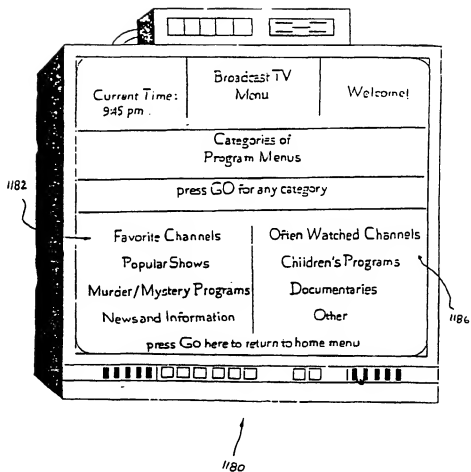 Current Time:
9:45 pm
Broadcast TV
Menu
Welcome!
Categories of
Program Menus
press GO for any category
Favorite Channels
Popular Shows
Murder/Mystery Programs
News and Information
Often Watched Channels
Children's Programs
Documentaries
Other
press Go here to return to home menu
1182
1186
1180